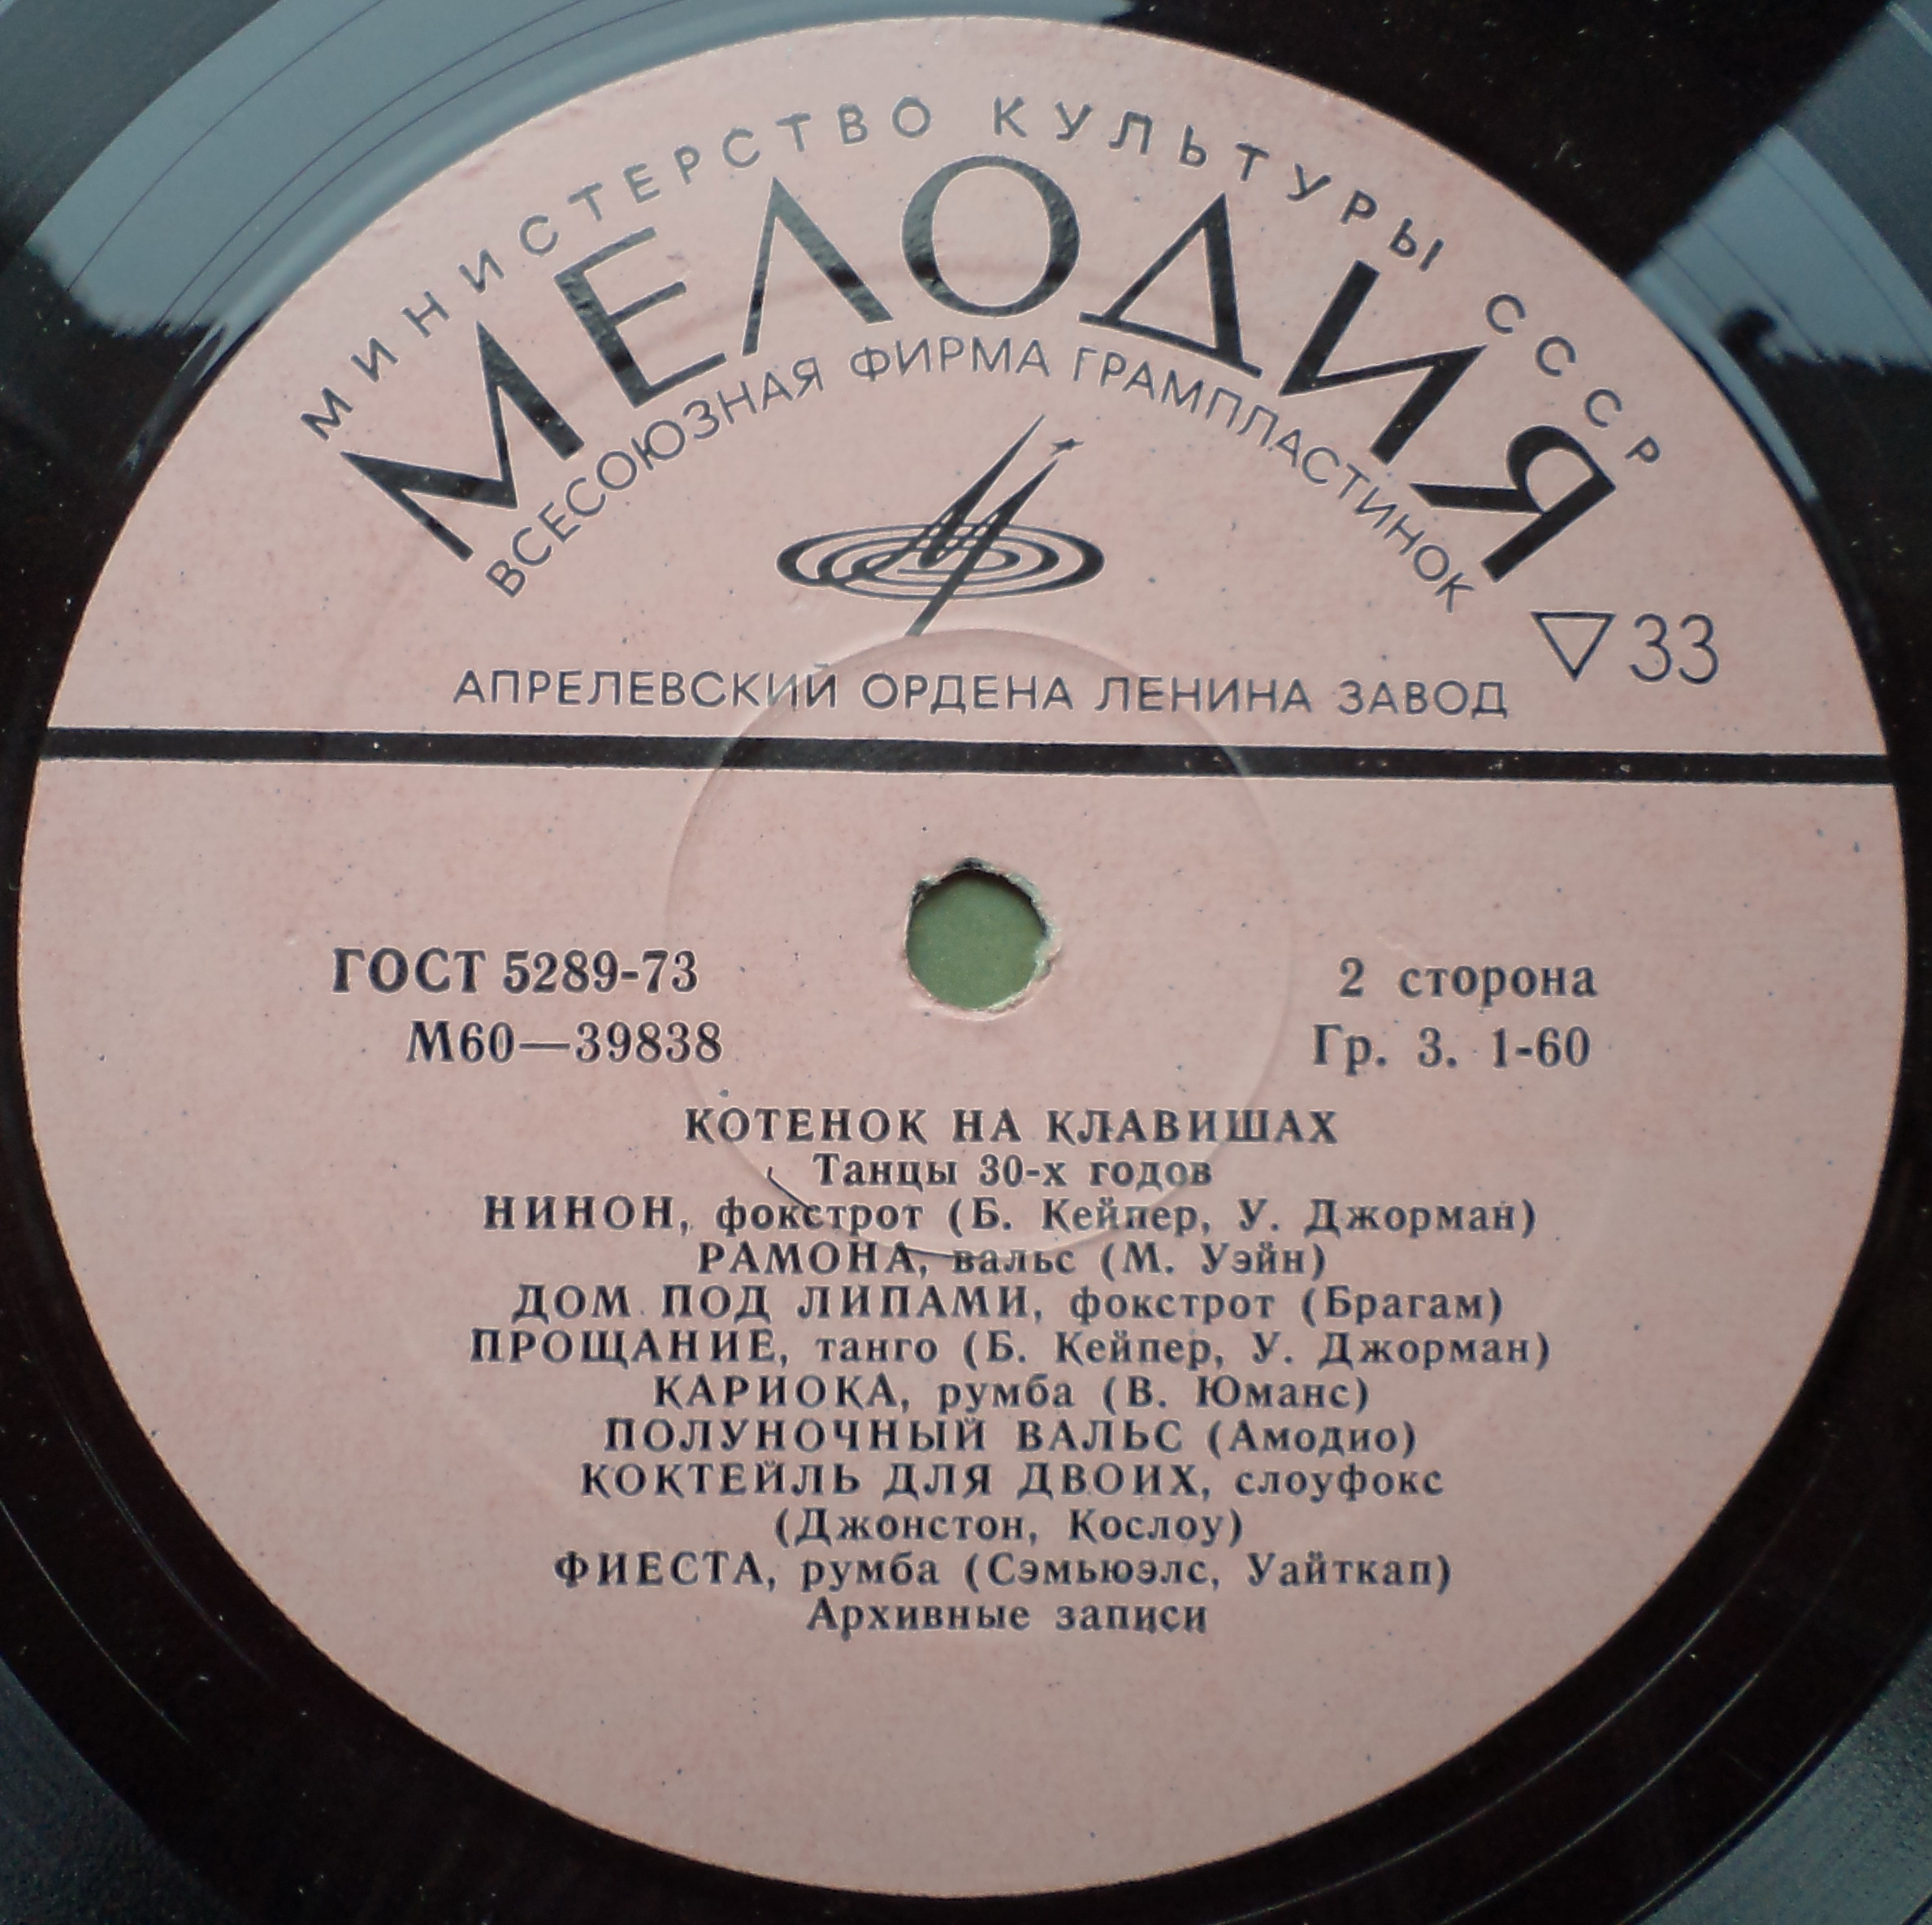 МИНИСТЕРСТВО КУЛЬТУРЫ СССР
МЕЛОДИЯ
ВСЕСОЮЗНАЯ ФИРМА ГРАМПЛАСТИНОК
▽33
АПРЕЛЕВСКИЙ ОРДЕНА ЛЕНИНА ЗАВОД
ГОСТ 5289-73
2 сторона
М60—39838
Гр. 3. 1-60
КОТЕНОК НА КЛАВИШАХ
Танцы 30-х годов
НИНОН, фокстрот (Б. Кейпер, У. Джорман)
РАМОНА, вальс (М. Уэйн)
ДОМ ПОД ЛИПАМИ, фокстрот (Брагам)
ПРОЩАНИЕ, танго (Б. Кейпер, У. Джорман)
КАРИОКА, румба (В. Юманс)
ПОЛУНОЧНЫЙ ВАЛЬС (Амодио)
КОКТЕЙЛЬ ДЛЯ ДВОИХ, слоуфокс
(Джонстон, Кослоу)
ФИЕСТА, румба (Сэмьюэлс, Уайткап)
Архивные записи